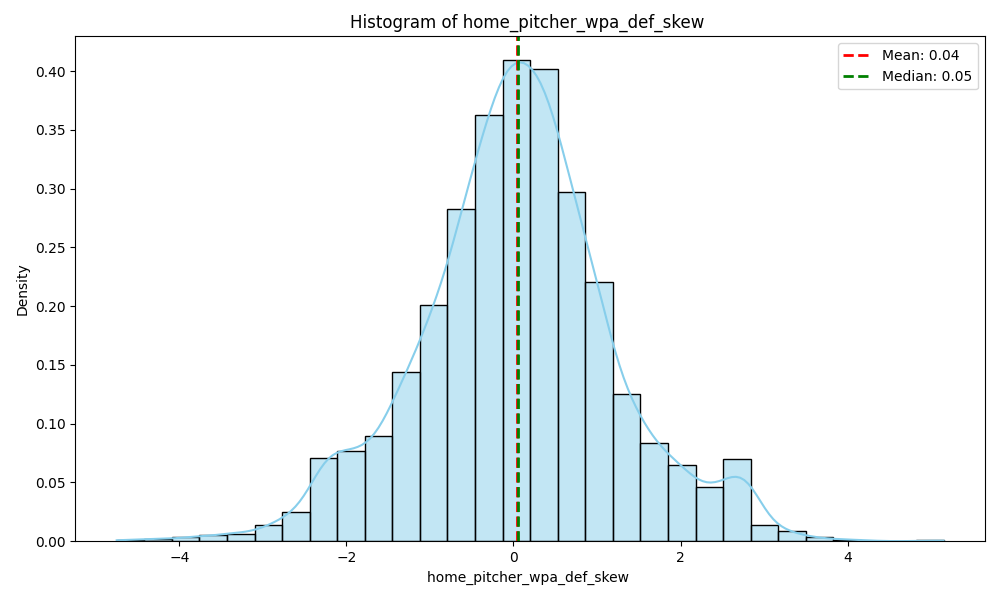 Histogram of home_pitcher_wpa_def_skew
Mean: 0.04
Median: 0.05
Density
0.40
0.35
0.30
0.25
0.20
0.15
0.10
0.05
0.00
−4
−2
0
2
4
home_pitcher_wpa_def_skew